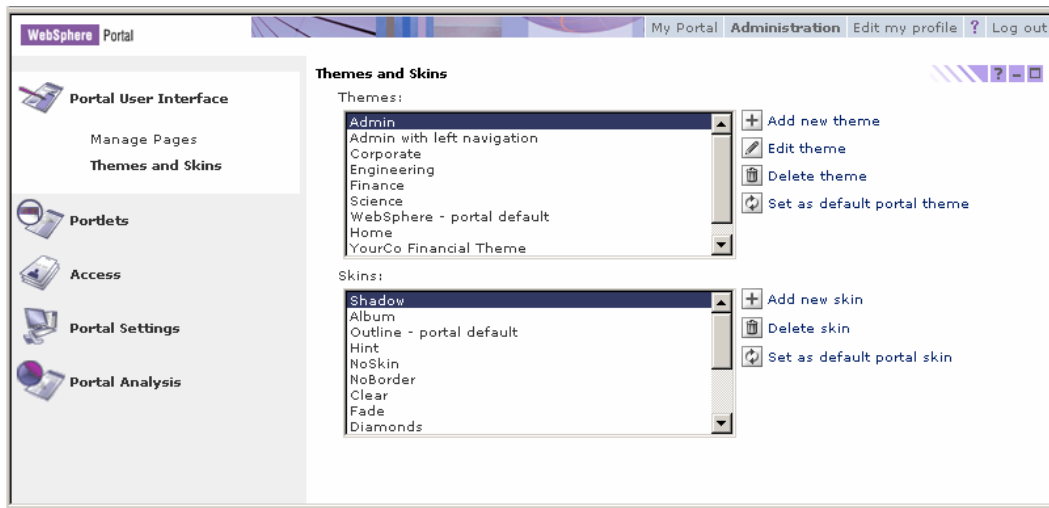 WebSphere Portal
My Portal Administration Edit my profile ? Log out
Portal User Interface
Manage Pages
Themes and Skins
Portlets
Access
Portal Settings
Portal Analysis
Themes and Skins
?
Themes:
Admin
Admin with left navigation
Corporate
Engineering
Finance
Science
WebSphere - portal default
Home
YourCo Financial Theme
Add new theme
Edit theme
Delete theme
Set as default portal theme
Skins:
Shadow
Album
Outline - portal default
Hint
NoSkin
NoBorder
Clear
Fade
Diamonds
Add new skin
Delete skin
Set as default portal skin